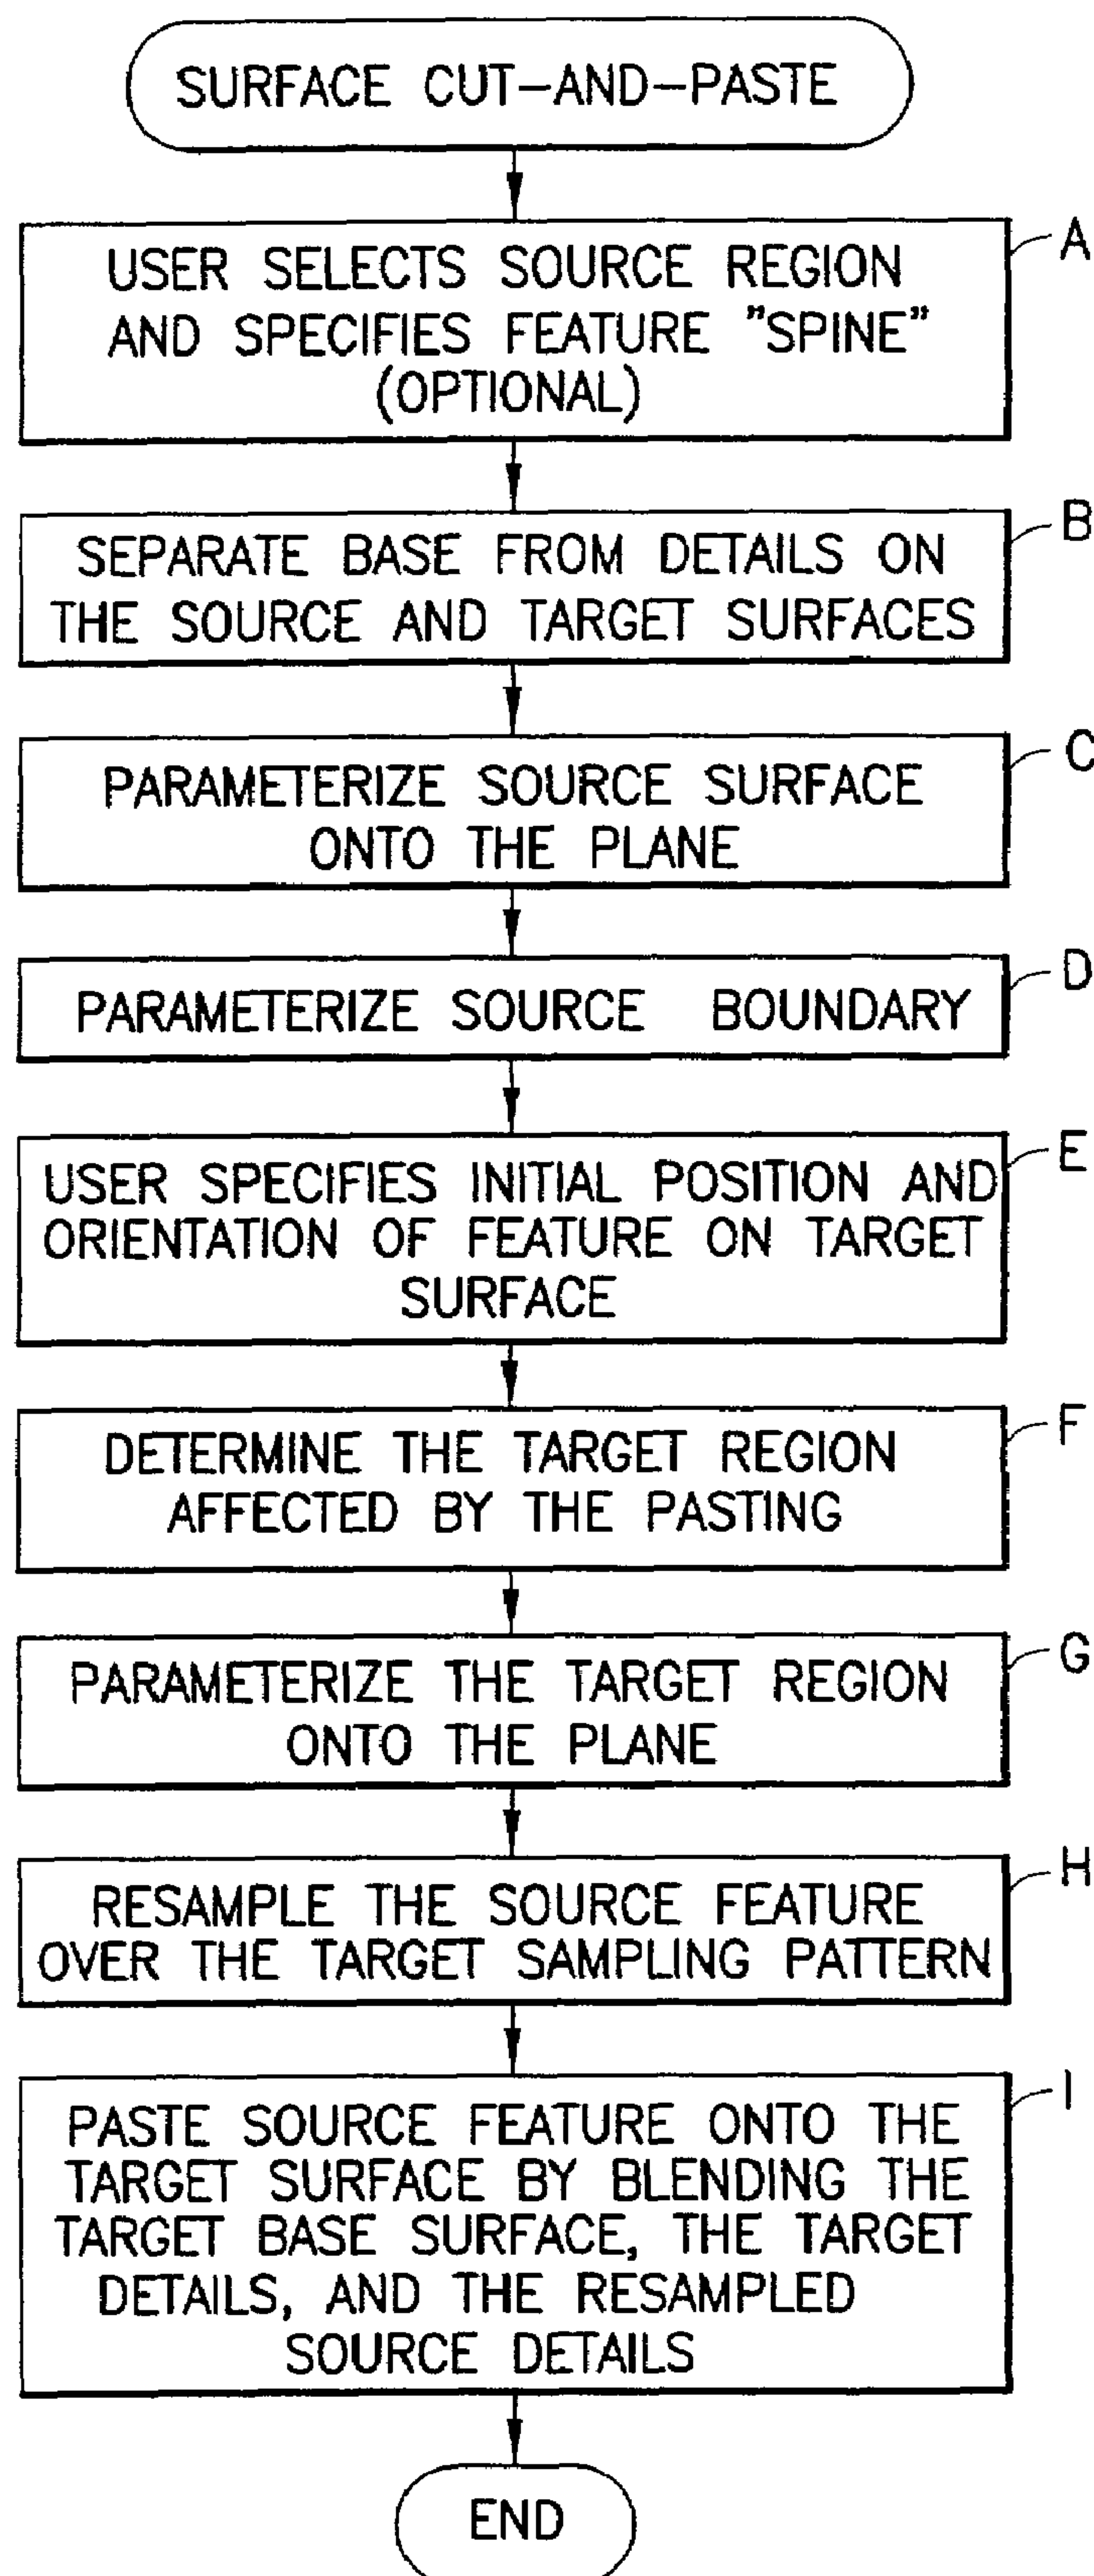 SURFACE CUT-AND-PASTE
A
USER SELECTS SOURCE REGION
AND SPECIFIES FEATURE "SPINE"
(OPTIONAL)
B
SEPARATE BASE FROM DETAILS ON
THE SOURCE AND TARGET SURFACES
C
PARAMETERIZE SOURCE SURFACE
ONTO THE PLANE
D
PARAMETERIZE SOURCE BOUNDARY
E
USER SPECIFIES INITIAL POSITION AND
ORIENTATION OF FEATURE ON TARGET
SURFACE
F
DETERMINE THE TARGET REGION
AFFECTED BY THE PASTING
G
PARAMETERIZE THE TARGET REGION
ONTO THE PLANE
H
RESAMPLE THE SOURCE FEATURE
OVER THE TARGET SAMPLING PATTERN
I
PASTE SOURCE FEATURE ONTO THE
TARGET SURFACE BY BLENDING THE
TARGET BASE SURFACE, THE TARGET
DETAILS, AND THE RESAMPLED
SOURCE DETAILS
END